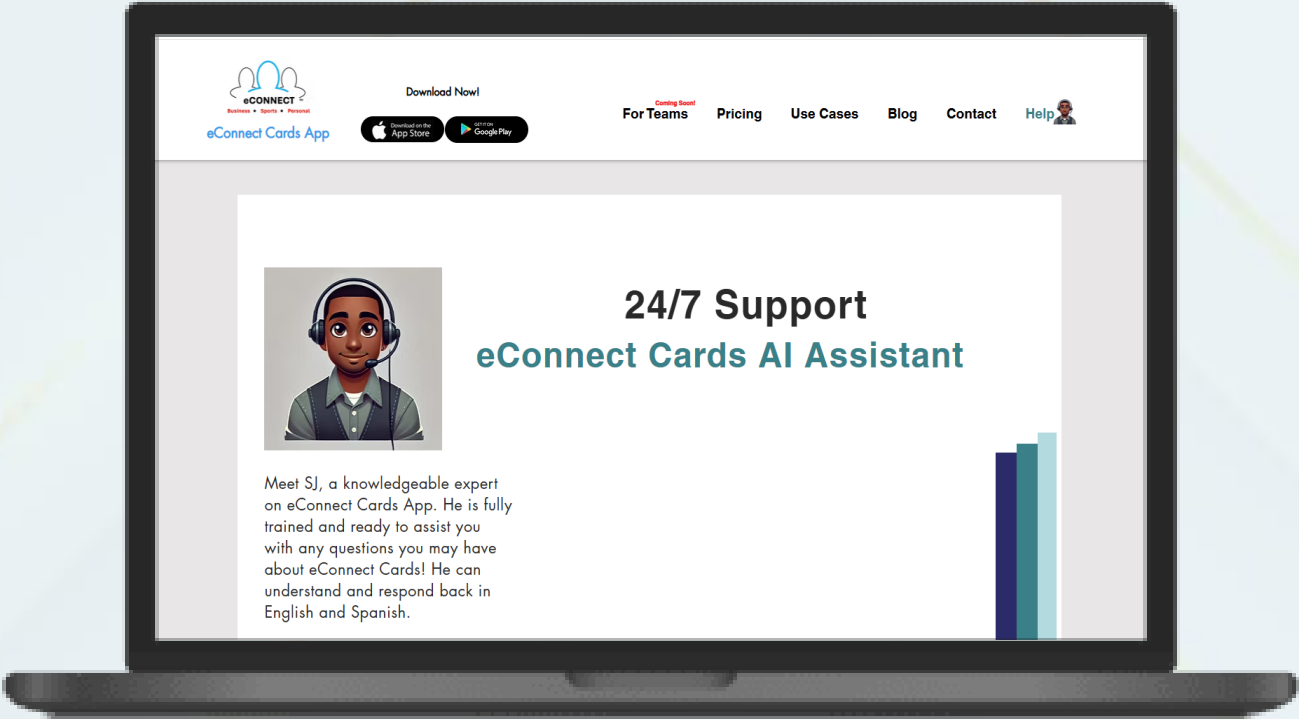 eCONNECT ™
Business • Sports • Personal
eConnect Cards App
Download Now!
Download on the
App Store
GET IT ON
Google Play
Coming Soon!
For Teams
Pricing
Use Cases
Blog
Contact
Help
24/7 Support
eConnect Cards AI Assistant
Meet SJ, a knowledgeable expert
on eConnect Cards App. He is fully
trained and ready to assist you
with any questions you may have
about eConnect Cards! He can
understand and respond back in
English and Spanish.